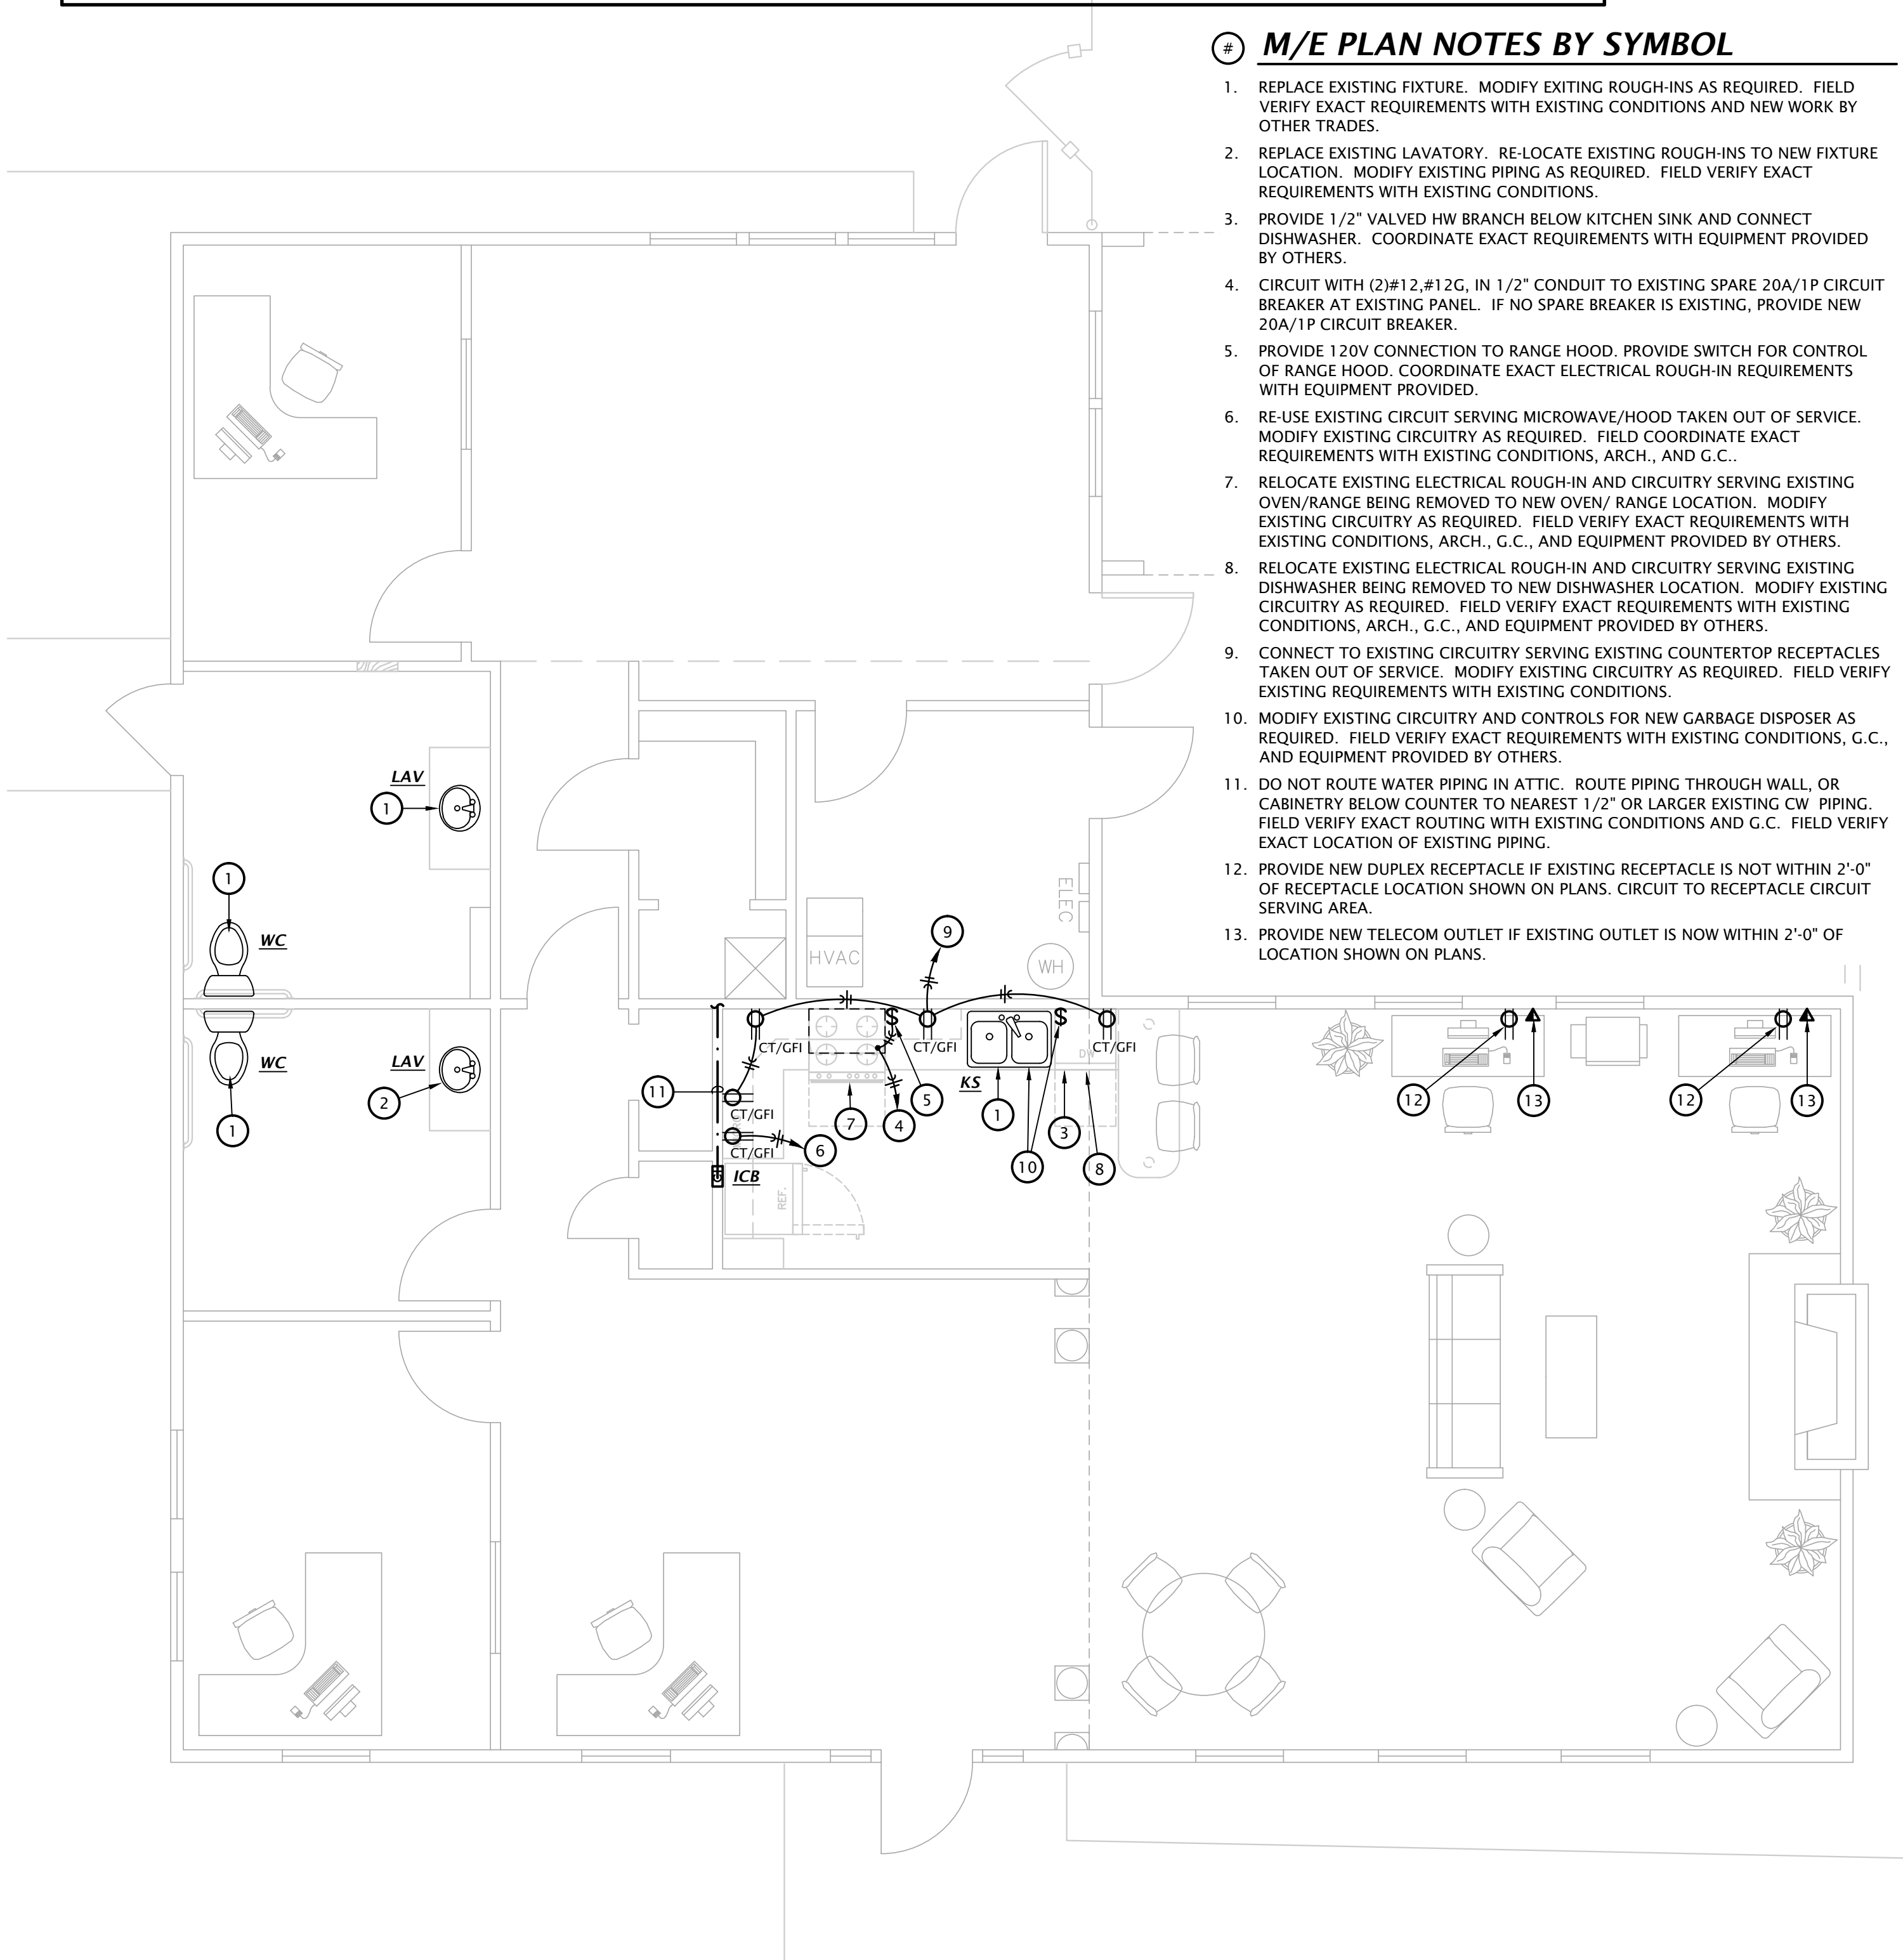 # M/E PLAN NOTES BY SYMBOL
1. REPLACE EXISTING FIXTURE. MODIFY EXITING ROUGH-INS AS REQUIRED. FIELD
VERIFY EXACT REQUIREMENTS WITH EXISTING CONDITIONS AND NEW WORK BY
OTHER TRADES.
2. REPLACE EXISTING LAVATORY. RE-LOCATE EXISTING ROUGH-INS TO NEW FIXTURE
LOCATION. MODIFY EXISTING PIPING AS REQUIRED. FIELD VERIFY EXACT
REQUIREMENTS WITH EXISTING CONDITIONS.
3. PROVIDE 1/2" VALVED HW BRANCH BELOW KITCHEN SINK AND CONNECT
DISHWASHER. COORDINATE EXACT REQUIREMENTS WITH EQUIPMENT PROVIDED
BY OTHERS.
4. CIRCUIT WITH (2)#12,#12G, IN 1/2" CONDUIT TO EXISTING SPARE 20A/1P CIRCUIT
BREAKER AT EXISTING PANEL. IF NO SPARE BREAKER IS EXISTING, PROVIDE NEW
20A/1P CIRCUIT BREAKER.
5. PROVIDE 120V CONNECTION TO RANGE HOOD. PROVIDE SWITCH FOR CONTROL
OF RANGE HOOD. COORDINATE EXACT ELECTRICAL ROUGH-IN REQUIREMENTS
WITH EQUIPMENT PROVIDED.
6. RE-USE EXISTING CIRCUIT SERVING MICROWAVE/HOOD TAKEN OUT OF SERVICE.
MODIFY EXISTING CIRCUITRY AS REQUIRED. FIELD COORDINATE EXACT
REQUIREMENTS WITH EXISTING CONDITIONS, ARCH., AND G.C..
7. RELOCATE EXISTING ELECTRICAL ROUGH-IN AND CIRCUITRY SERVING EXISTING
OVEN/RANGE BEING REMOVED TO NEW OVEN/ RANGE LOCATION. MODIFY
EXISTING CIRCUITRY AS REQUIRED. FIELD VERIFY EXACT REQUIREMENTS WITH
EXISTING CONDITIONS, ARCH., G.C., AND EQUIPMENT PROVIDED BY OTHERS.
8. RELOCATE EXISTING ELECTRICAL ROUGH-IN AND CIRCUITRY SERVING EXISTING
DISHWASHER BEING REMOVED TO NEW DISHWASHER LOCATION. MODIFY EXISTING
CIRCUITRY AS REQUIRED. FIELD VERIFY EXACT REQUIREMENTS WITH EXISTING
CONDITIONS, ARCH., G.C., AND EQUIPMENT PROVIDED BY OTHERS.
9. CONNECT TO EXISTING CIRCUITRY SERVING EXISTING COUNTERTOP RECEPTACLES
TAKEN OUT OF SERVICE. MODIFY EXISTING CIRCUITRY AS REQUIRED. FIELD VERIFY
EXISTING REQUIREMENTS WITH EXISTING CONDITIONS.
10. MODIFY EXISTING CIRCUITRY AND CONTROLS FOR NEW GARBAGE DISPOSER AS
REQUIRED. FIELD VERIFY EXACT REQUIREMENTS WITH EXISTING CONDITIONS, G.C.,
AND EQUIPMENT PROVIDED BY OTHERS.
11. DO NOT ROUTE WATER PIPING IN ATTIC. ROUTE PIPING THROUGH WALL, OR
CABINETRY BELOW COUNTER TO NEAREST 1/2" OR LARGER EXISTING CW PIPING.
FIELD VERIFY EXACT ROUTING WITH EXISTING CONDITIONS AND G.C. FIELD VERIFY
EXACT LOCATION OF EXISTING PIPING.
12. PROVIDE NEW DUPLEX RECEPTACLE IF EXISTING RECEPTACLE IS NOT WITHIN 2'-0"
OF RECEPTACLE LOCATION SHOWN ON PLANS. CIRCUIT TO RECEPTACLE CIRCUIT
SERVING AREA.
13. PROVIDE NEW TELECOM OUTLET IF EXISTING OUTLET IS NOW WITHIN 2'-0" OF
LOCATION SHOWN ON PLANS.
LAV
1
1
WC
ELEC
9
HVAC
WH
$
$
CT/GFI
CT/GFI
DW
CT/GFI
WC
LAV
KS
11
2
1
CT/GFI
7
4
5
1
3
12
13
12
13
CT/GFI
6
10
8
ICB
REF.